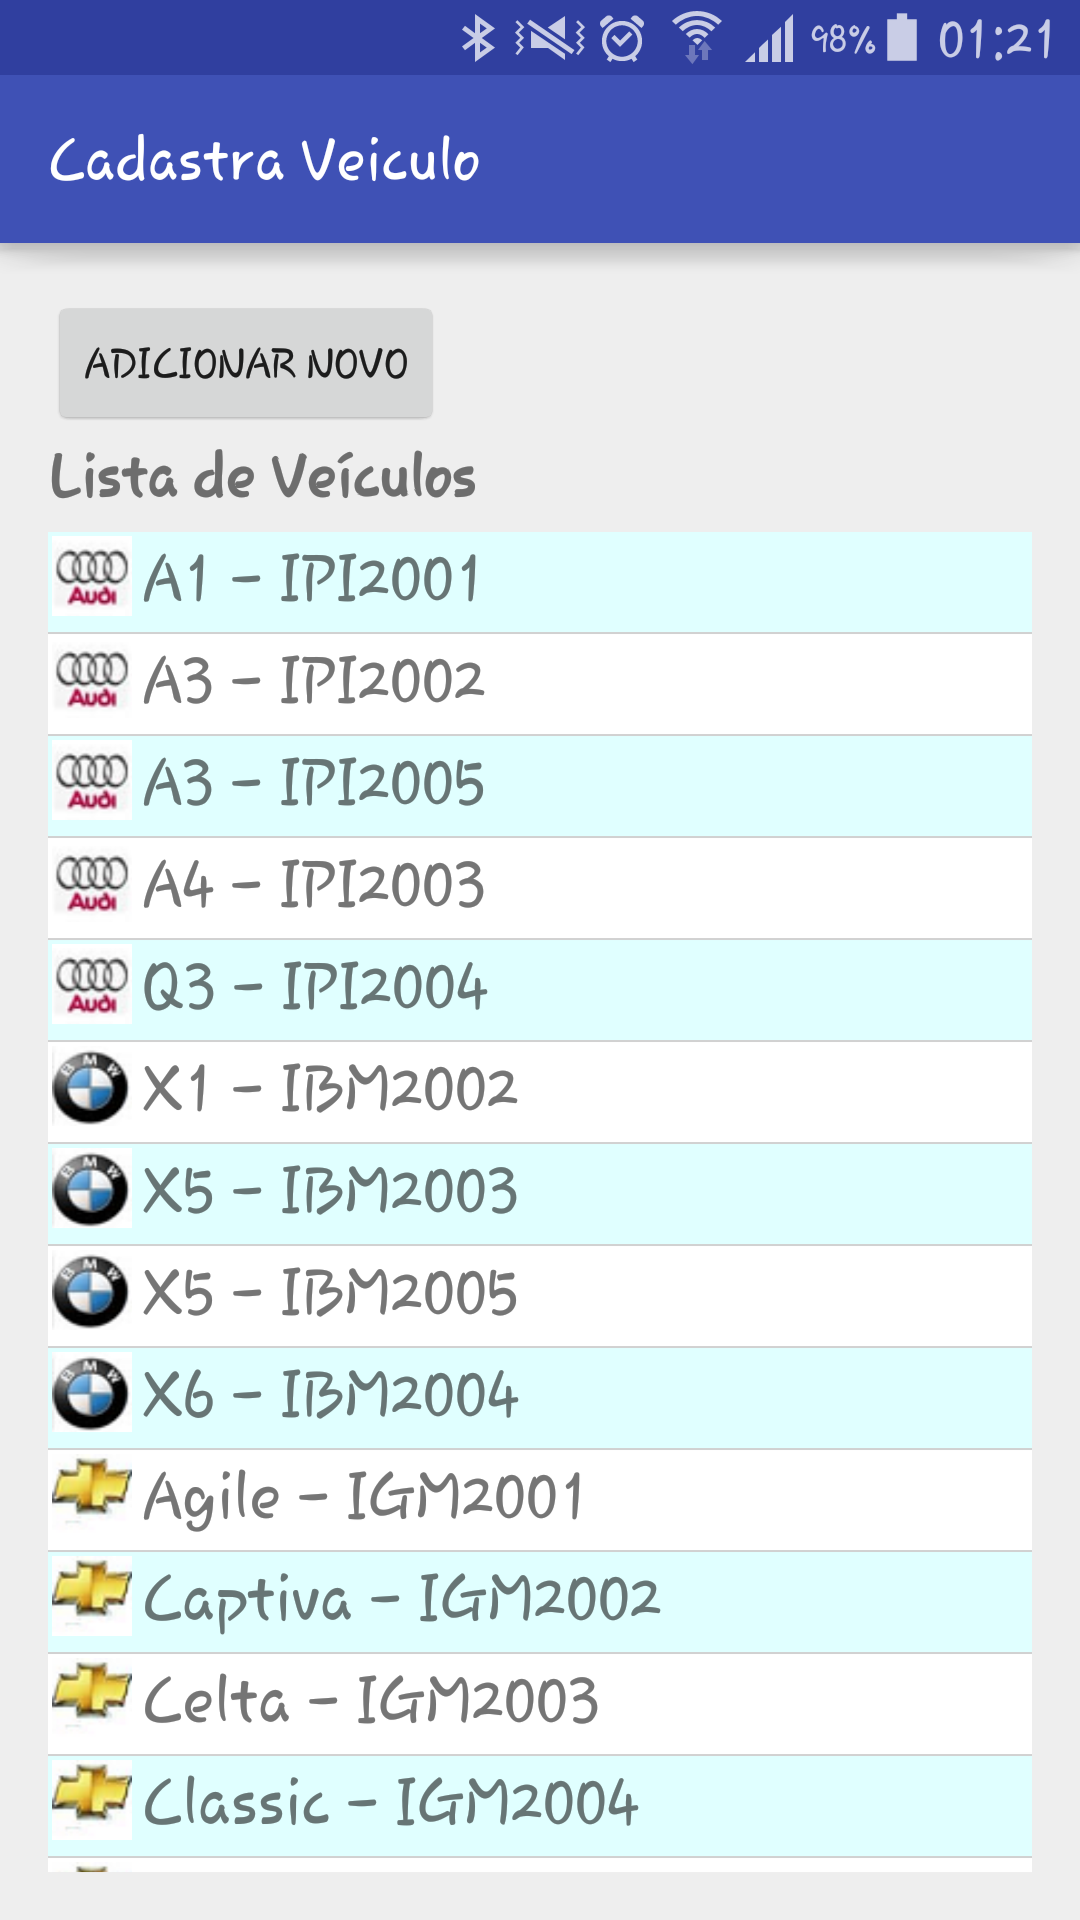 98% 01:21
Cadastra Veiculo
ADICIONAR NOVO
Lista de Veículos
Audi A1 - IPI2001
Audi A3 - IPI2002
Audi A3 - IPI2005
Audi A4 - IPI2003
Audi Q3 - IPI2004
BMW X1 - IBM2002
BMW X5 - IBM2003
BMW X5 - IBM2005
BMW X6 - IBM2004
Agile - IGM2001
Captiva - IGM2002
Celta - IGM2003
Classic - IGM2004